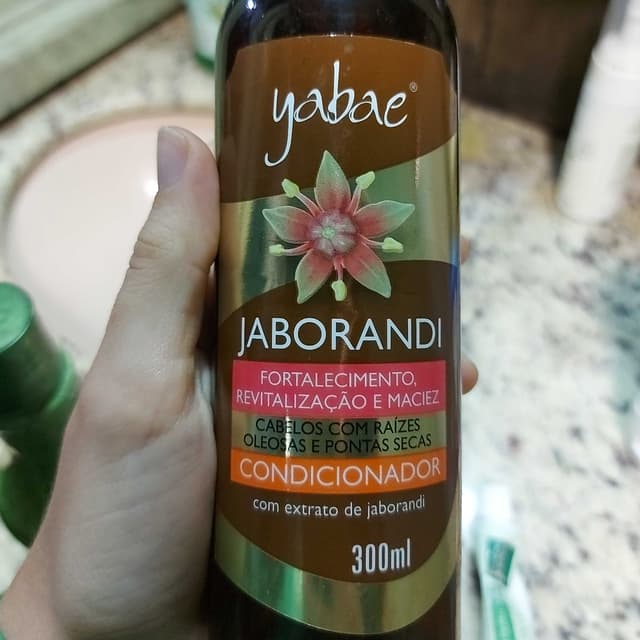 yabae®
JABORANDI
FORTALECIMENTO,
REVITALIZAÇÃO E MACIEZ
CABELOS COM RAÍZES
OLEOSAS E PONTAS SECAS
CONDICIONADOR
com extrato de jaborandi
300ml